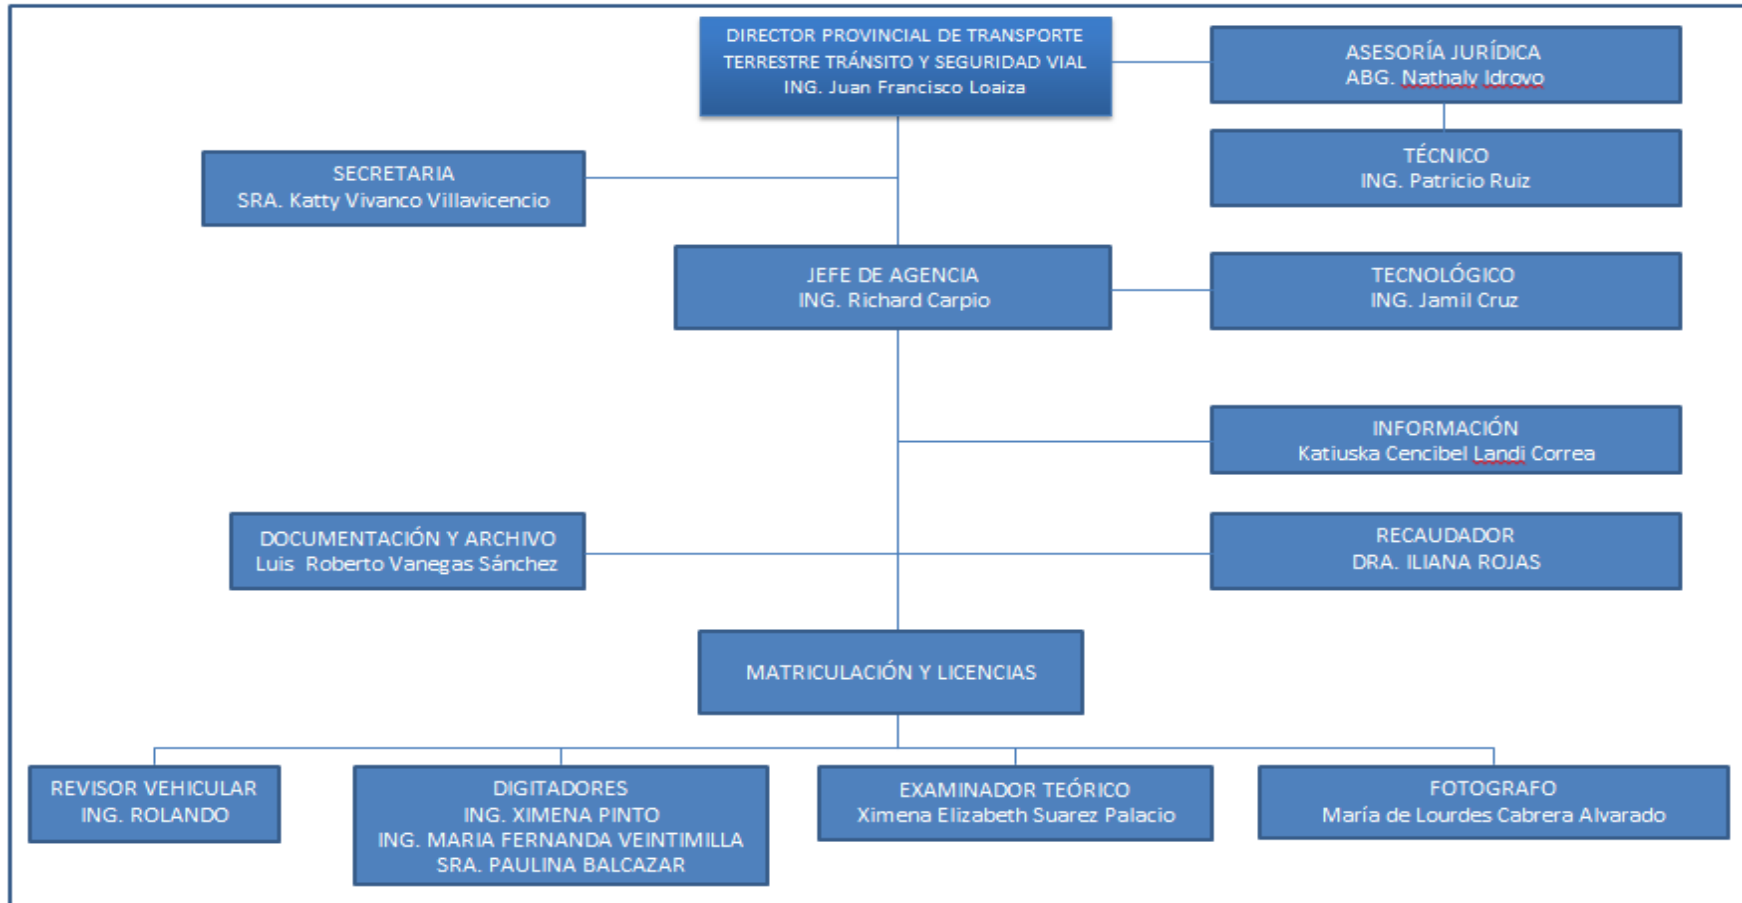 DIRECTOR PROVINCIAL DE TRANSPORTE
TERRESTRE TRÁNSITO Y SEGURIDAD VIAL
ING. Juan Francisco Loaiza
ASESORÍA JURÍDICA
ABG. Nathaly Idrovo
TÉCNICO
ING. Patricio Ruiz
SECRETARIA
SRA. Katty Vivanco Villavicencio
JEFE DE AGENCIA
ING. Richard Carpio
TECNOLÓGICO
ING. Jamil Cruz
INFORMACIÓN
Katiuska Cencibel Landi Correa
DOCUMENTACIÓN Y ARCHIVO
Luis Roberto Vanegas Sánchez
RECAUDADOR
DRA. ILIANA ROJAS
MATRICULACIÓN Y LICENCIAS
REVISOR VEHICULAR
ING. ROLANDO
DIGITADORES
ING. XIMENA PINTO
ING. MARIA FERNANDA VEINTIMILLA
SRA. PAULINA BALCAZAR
EXAMINADOR TEÓRICO
Ximena Elizabeth Suarez Palacio
FOTOGRAFO
María de Lourdes Cabrera Alvarado